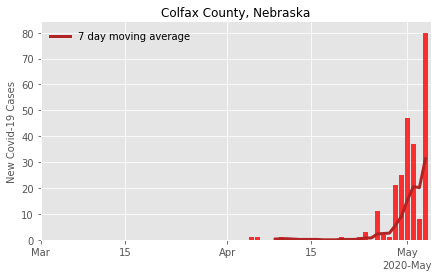 Colfax County, Nebraska
7 day moving average
New Covid-19 Cases
80
70
60
50
40
30
20
10
0
Mar 15 Apr 15 May
2020-May